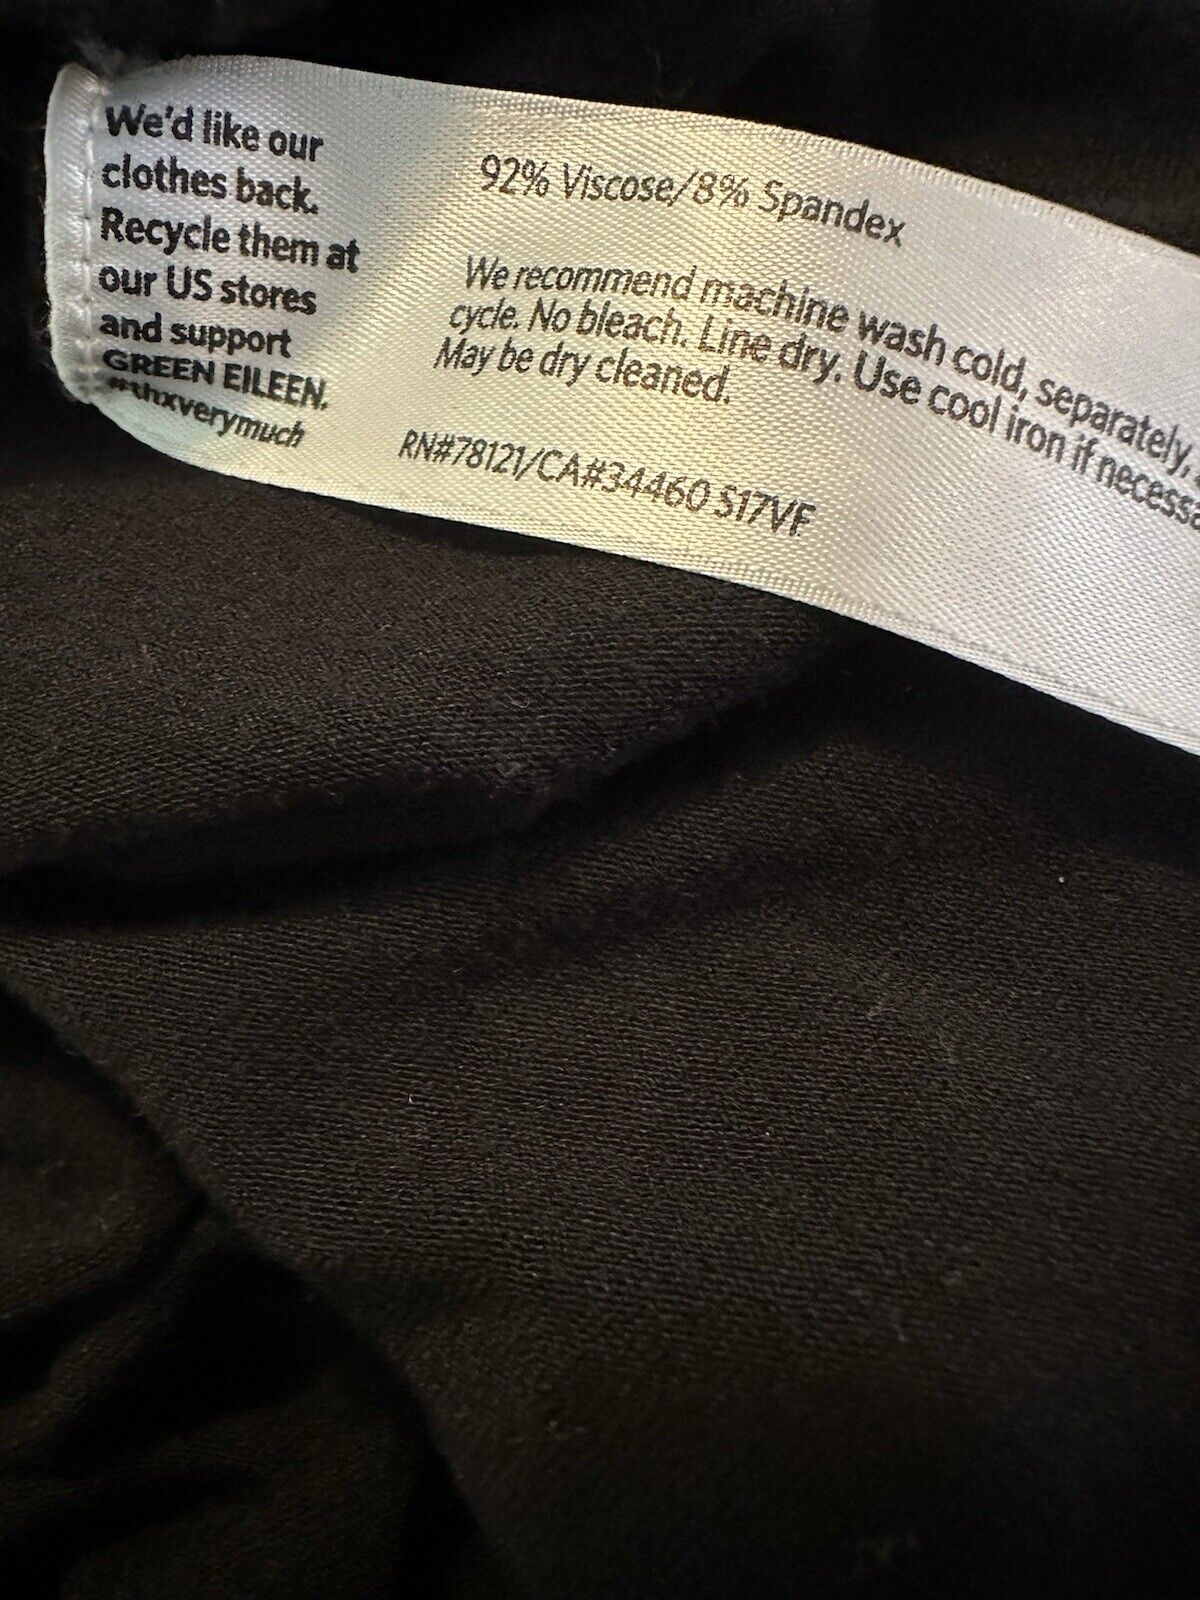 We'd like our
clothes back.
Recycle them at
our US stores
and support
GREEN EILEEN.
#thxverymuch
92% Viscose/8% Spandex
We recommend machine wash cold, separately,
cycle. No bleach. Line dry. Use cool iron if
May be dry cleaned.
RN#78121/CA#34460 S17VF